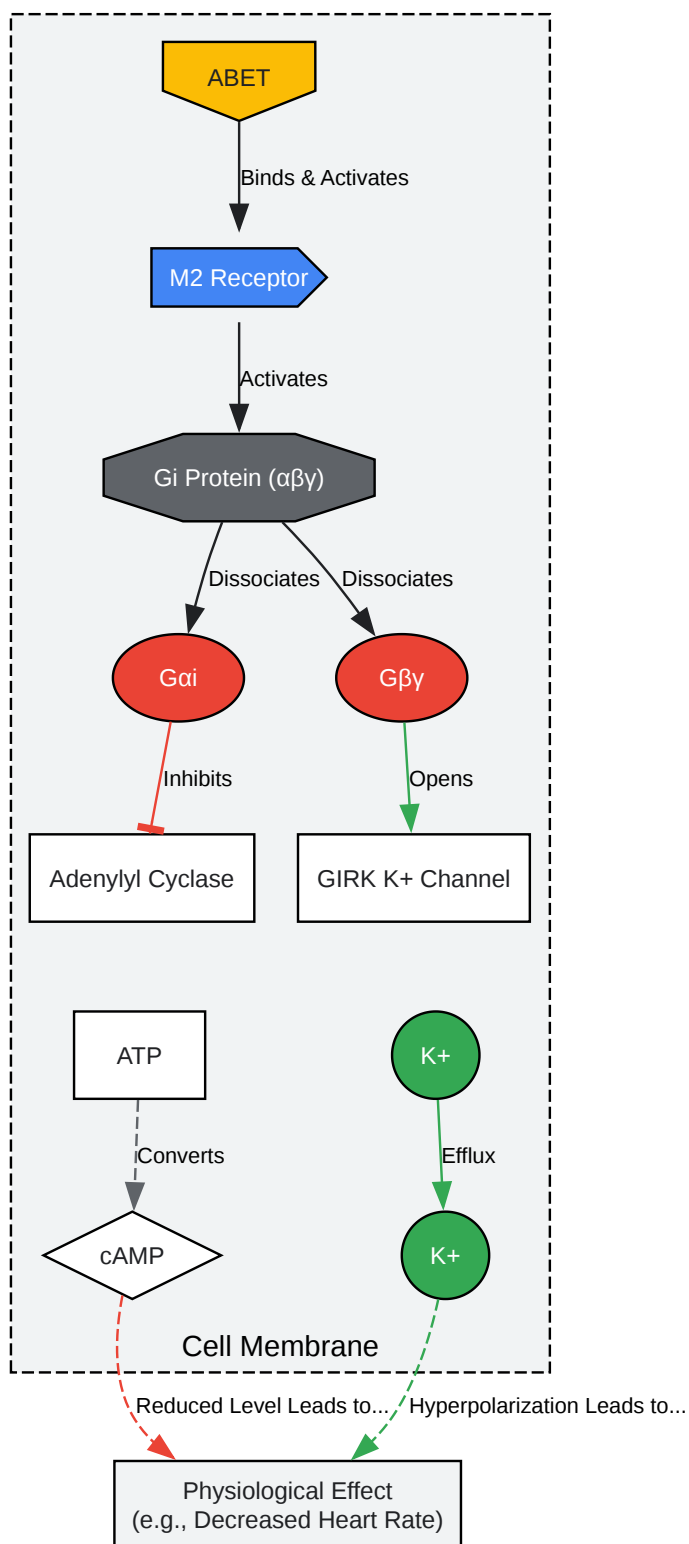 ABET
Binds & Activates
M2 Receptor
Activates
Gi Protein (αβγ)
Dissociates
Dissociates
Gαi
Gβγ
Inhibits
Opens
Adenylyl Cyclase
GIRK K+ Channel
ATP
K+
Converts
Efflux
cAMP
K+
Cell Membrane
Reduced Level Leads to...
Hyperpolarization Leads to...
Physiological Effect
(e.g., Decreased Heart Rate)